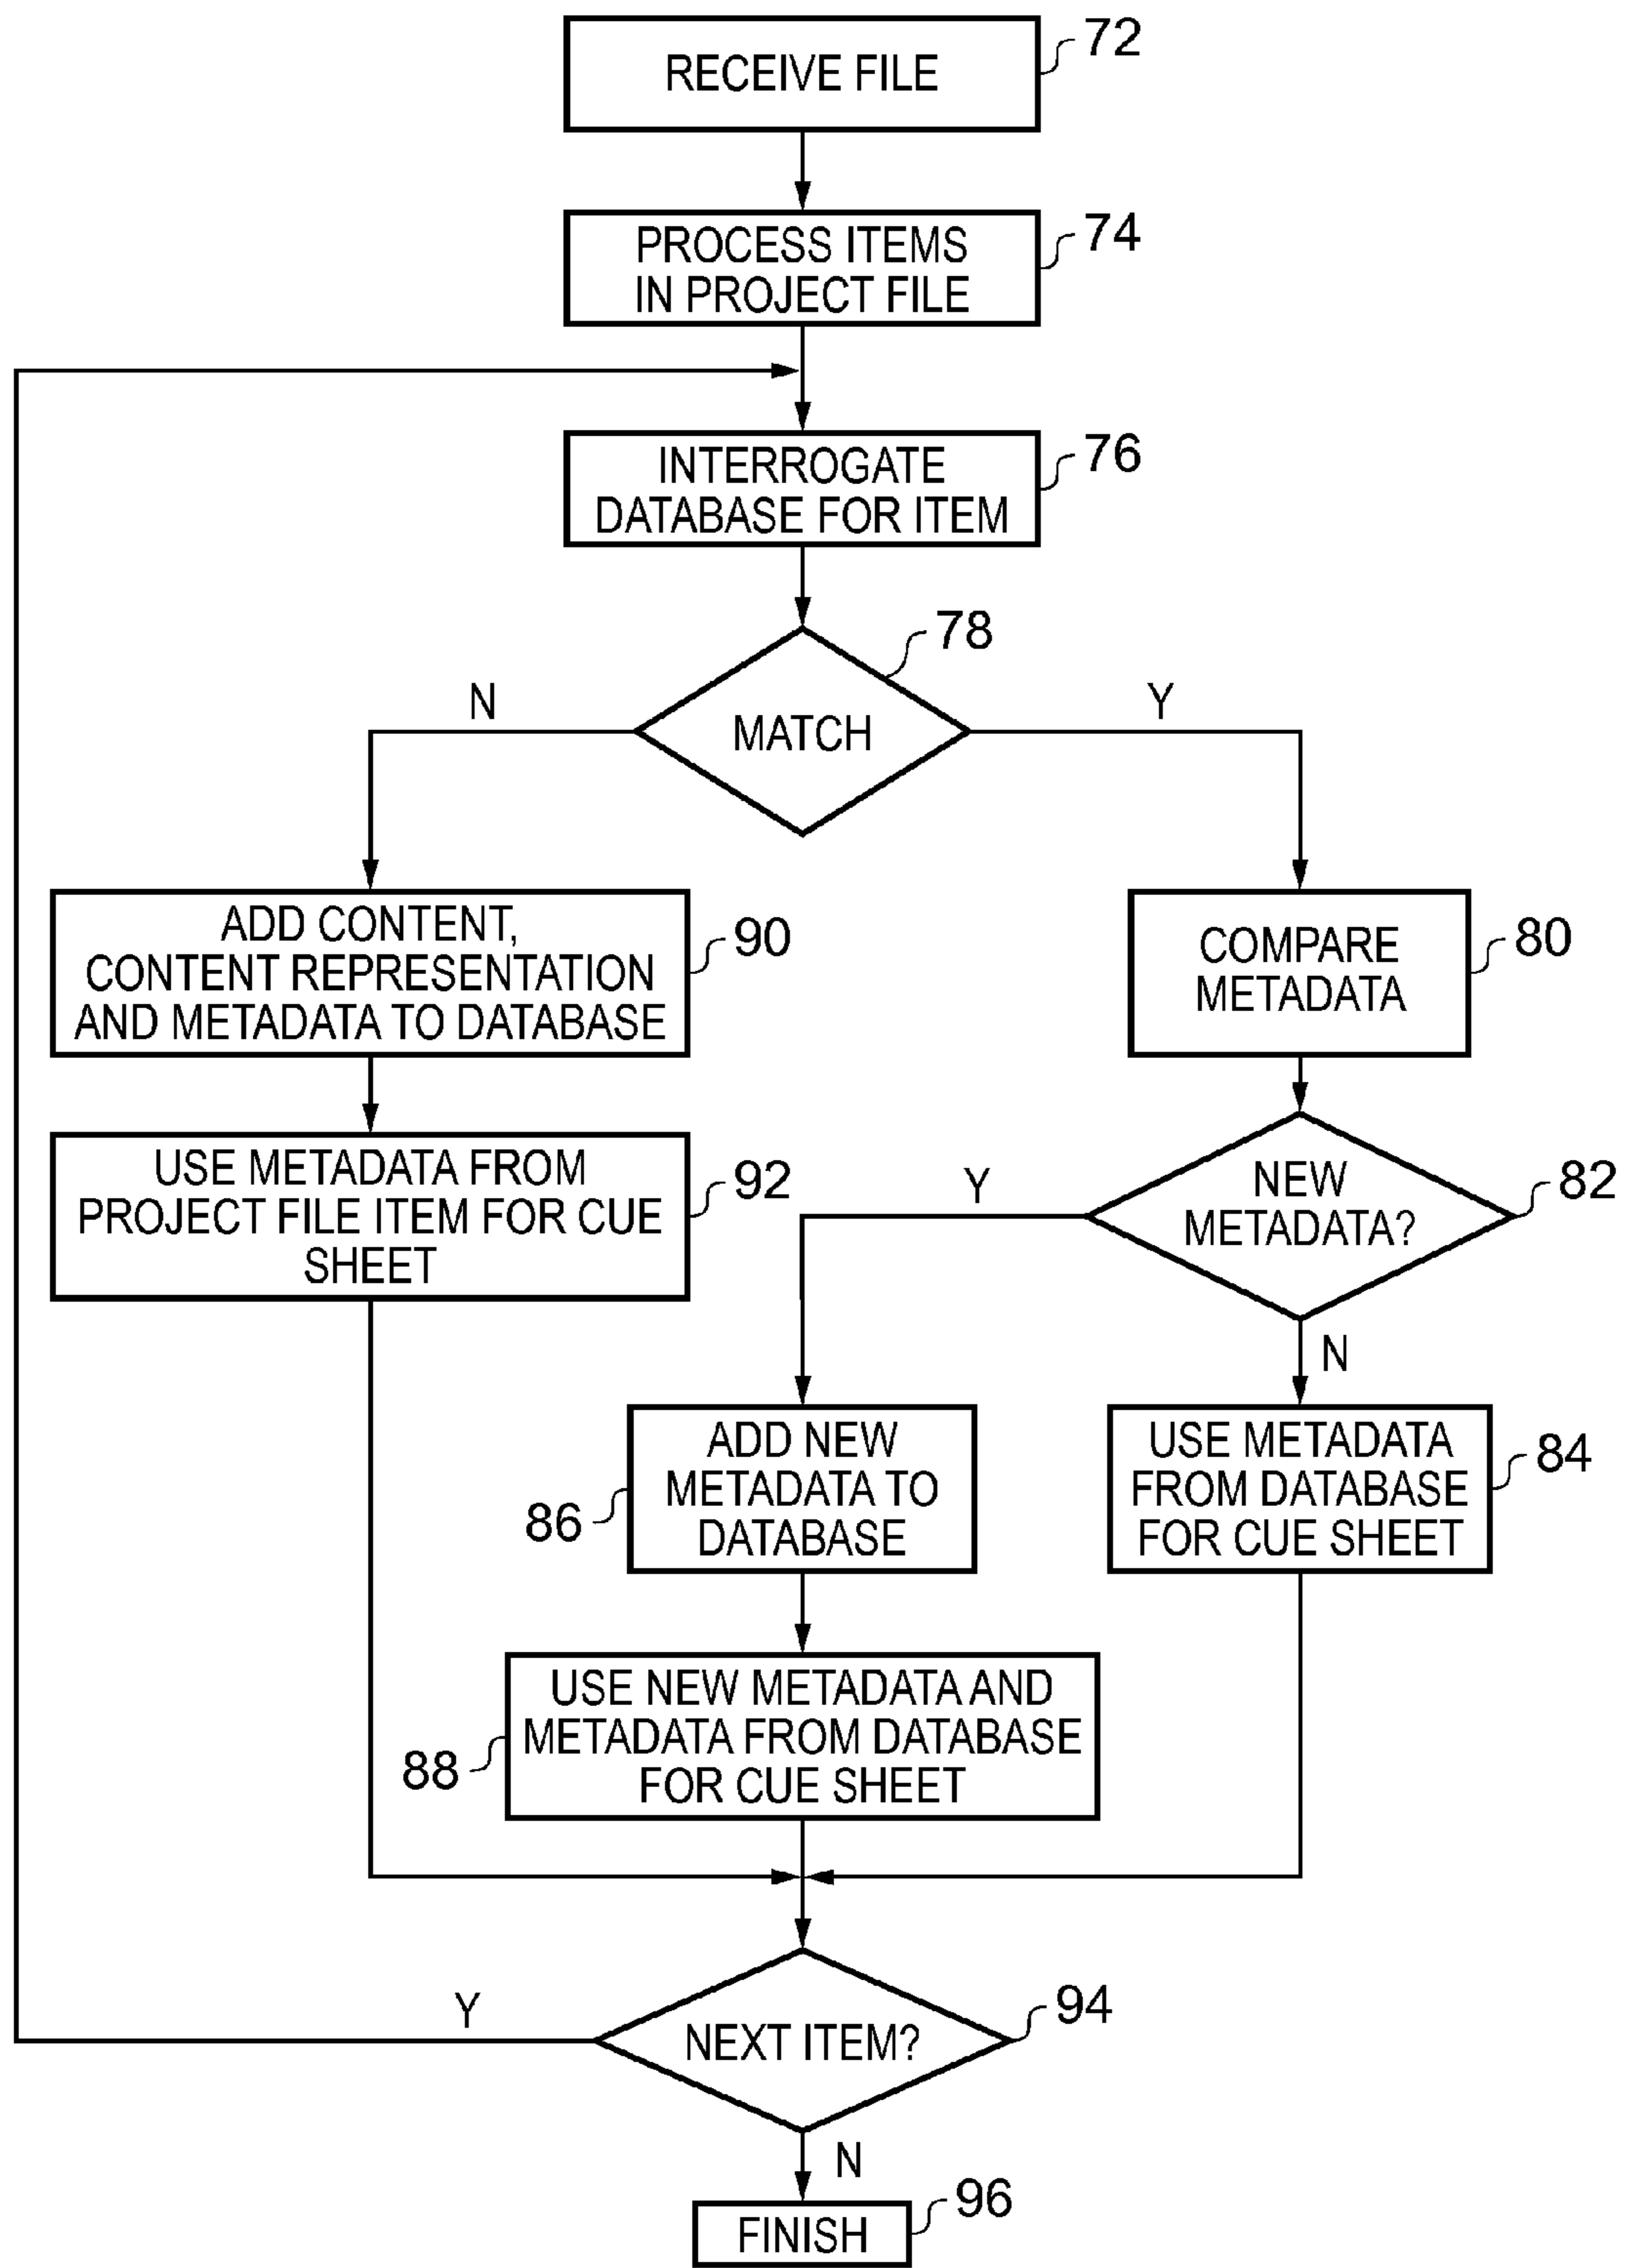 RECEIVE FILE
72
PROCESS ITEMS
IN PROJECT FILE
74
INTERROGATE
DATABASE FOR ITEM
76
MATCH
78
N
Y
ADD CONTENT,
CONTENT REPRESENTATION
AND METADATA TO DATABASE
90
COMPARE
METADATA
80
USE METADATA FROM
PROJECT FILE ITEM FOR CUE
SHEET
92
Y
NEW
METADATA?
82
N
ADD NEW
METADATA TO
DATABASE
86
USE METADATA
FROM DATABASE
FOR CUE SHEET
84
USE NEW METADATA AND
METADATA FROM DATABASE
FOR CUE SHEET
88
Y
NEXT ITEM?
94
N
FINISH
96